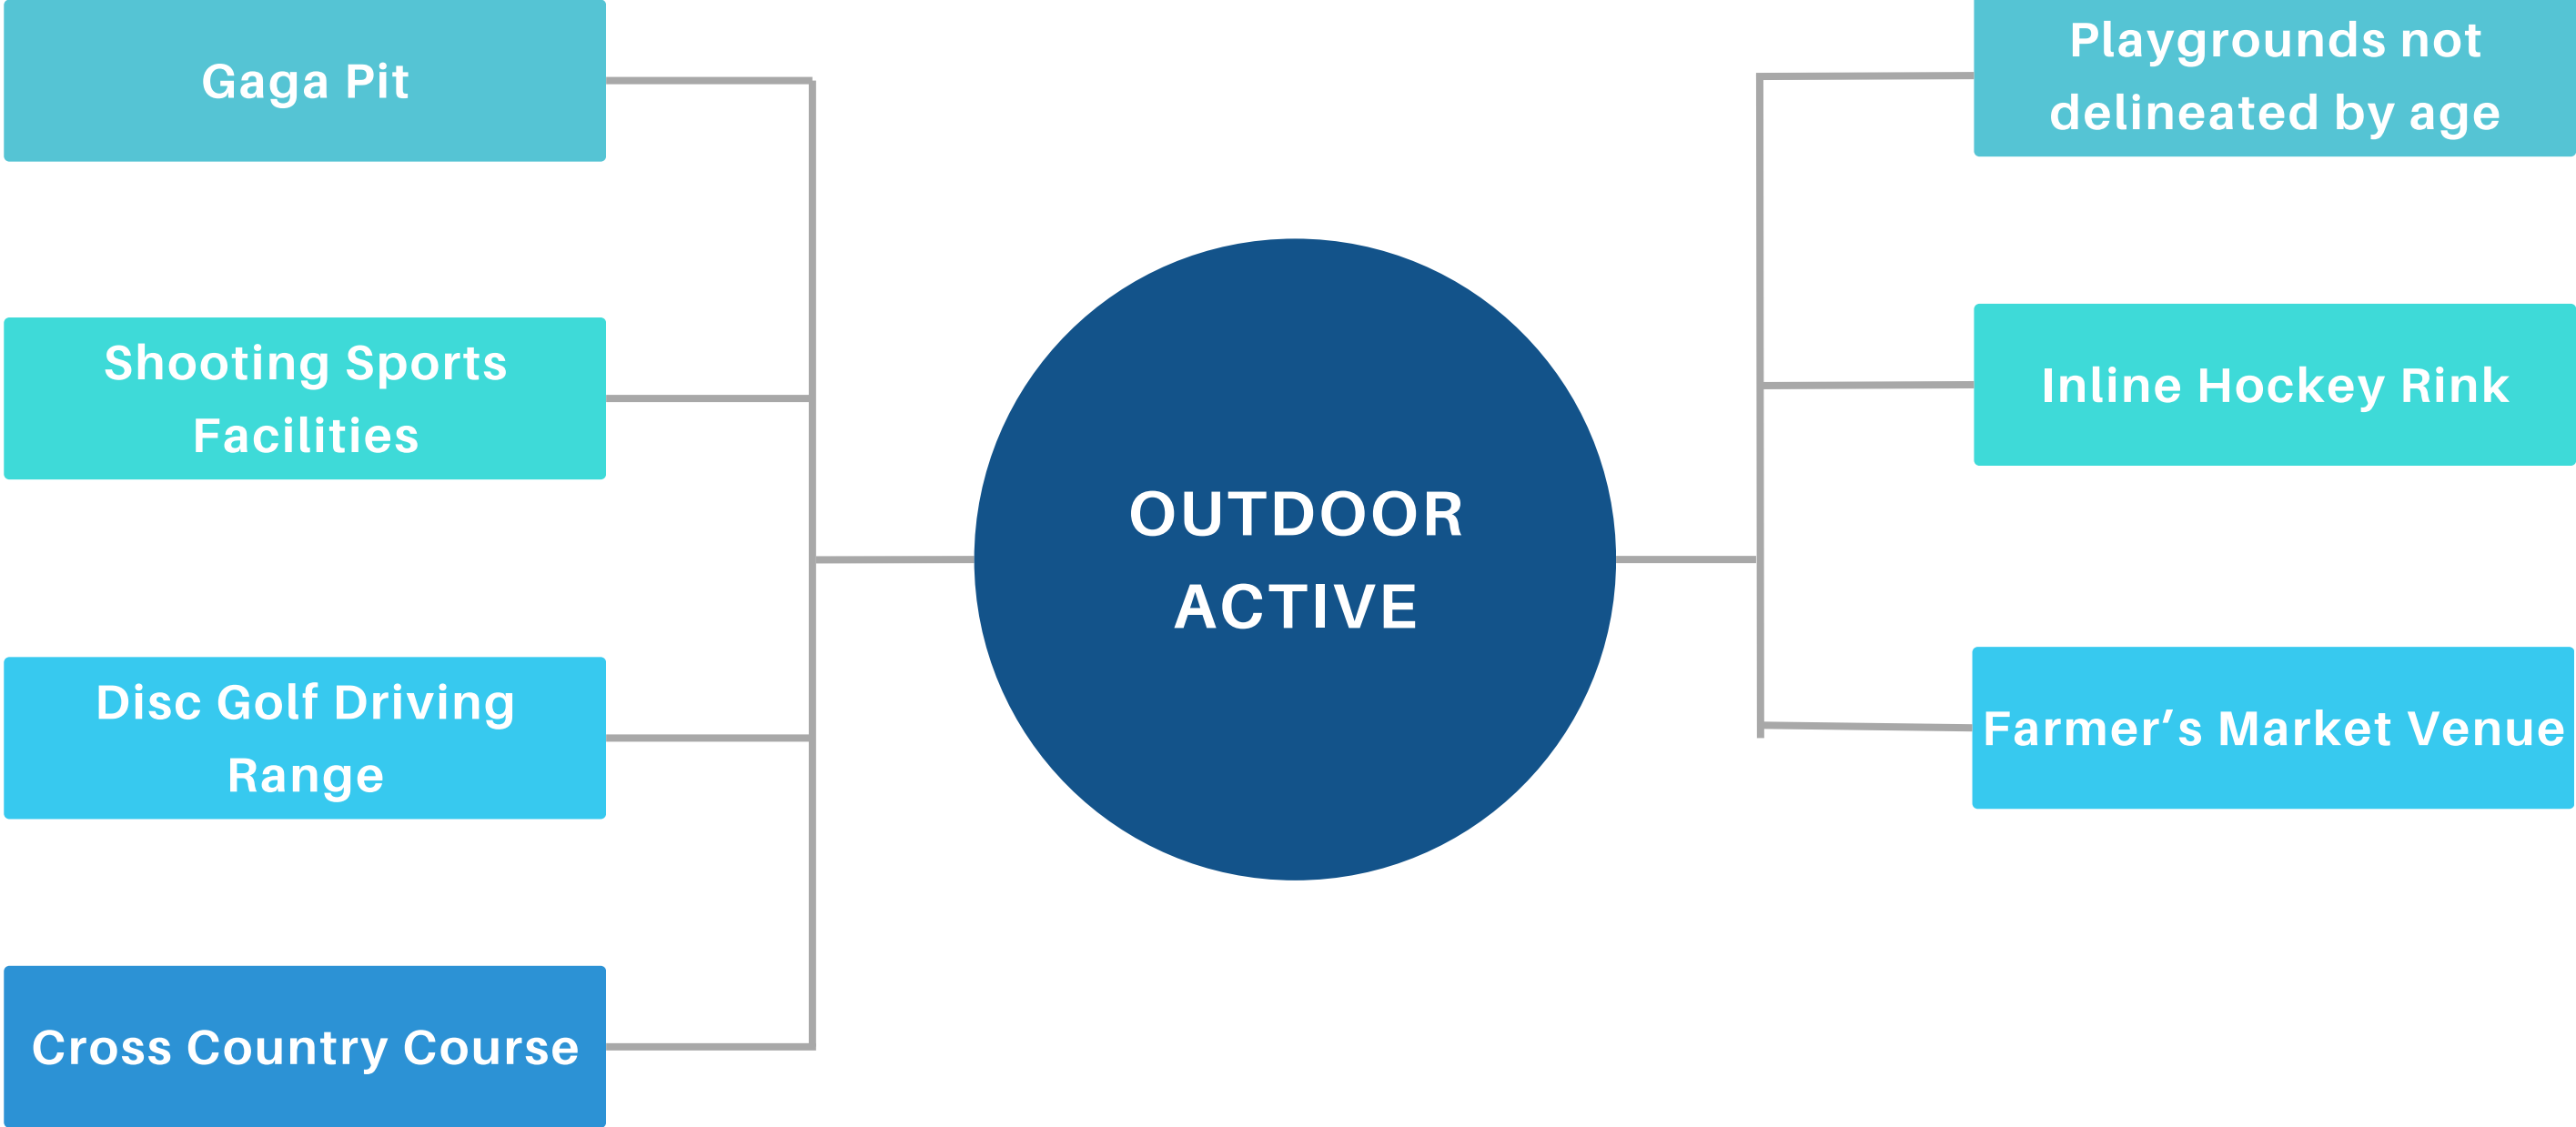 Gaga Pit
Shooting Sports
Facilities
Disc Golf Driving
Range
Cross Country Course
OUTDOOR
ACTIVE
Playgrounds not
delineated by age
Inline Hockey Rink
Farmer’s Market Venue